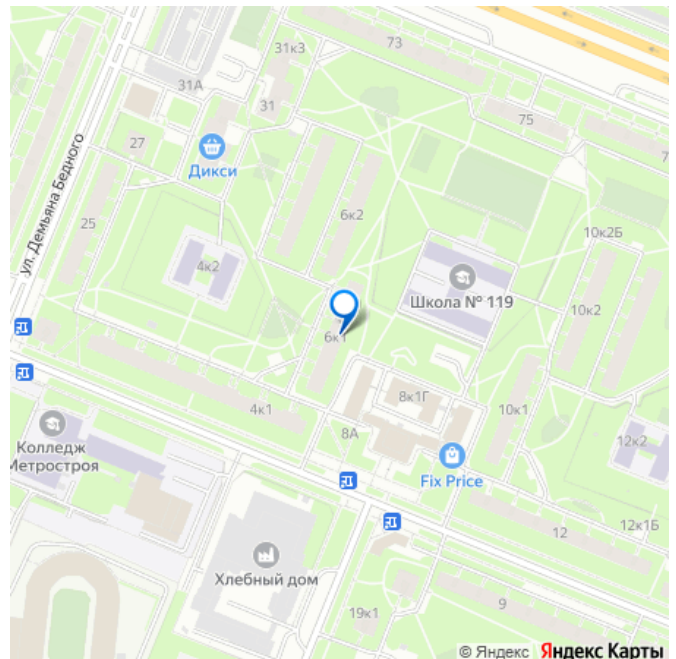 73
31к3
31А
31
75
7
27
Дикси
ул. Демьяна Бедного
6к2
25
10к2Б
4к2
Школа № 119
10к2
6к1
8к1Г
4к1
10к1
8А
Колледж
Метростроя
12к2
Fix Price
12
12к1Б
Хлебный дом
19к1
9
© Яндекс Яндекс Карты